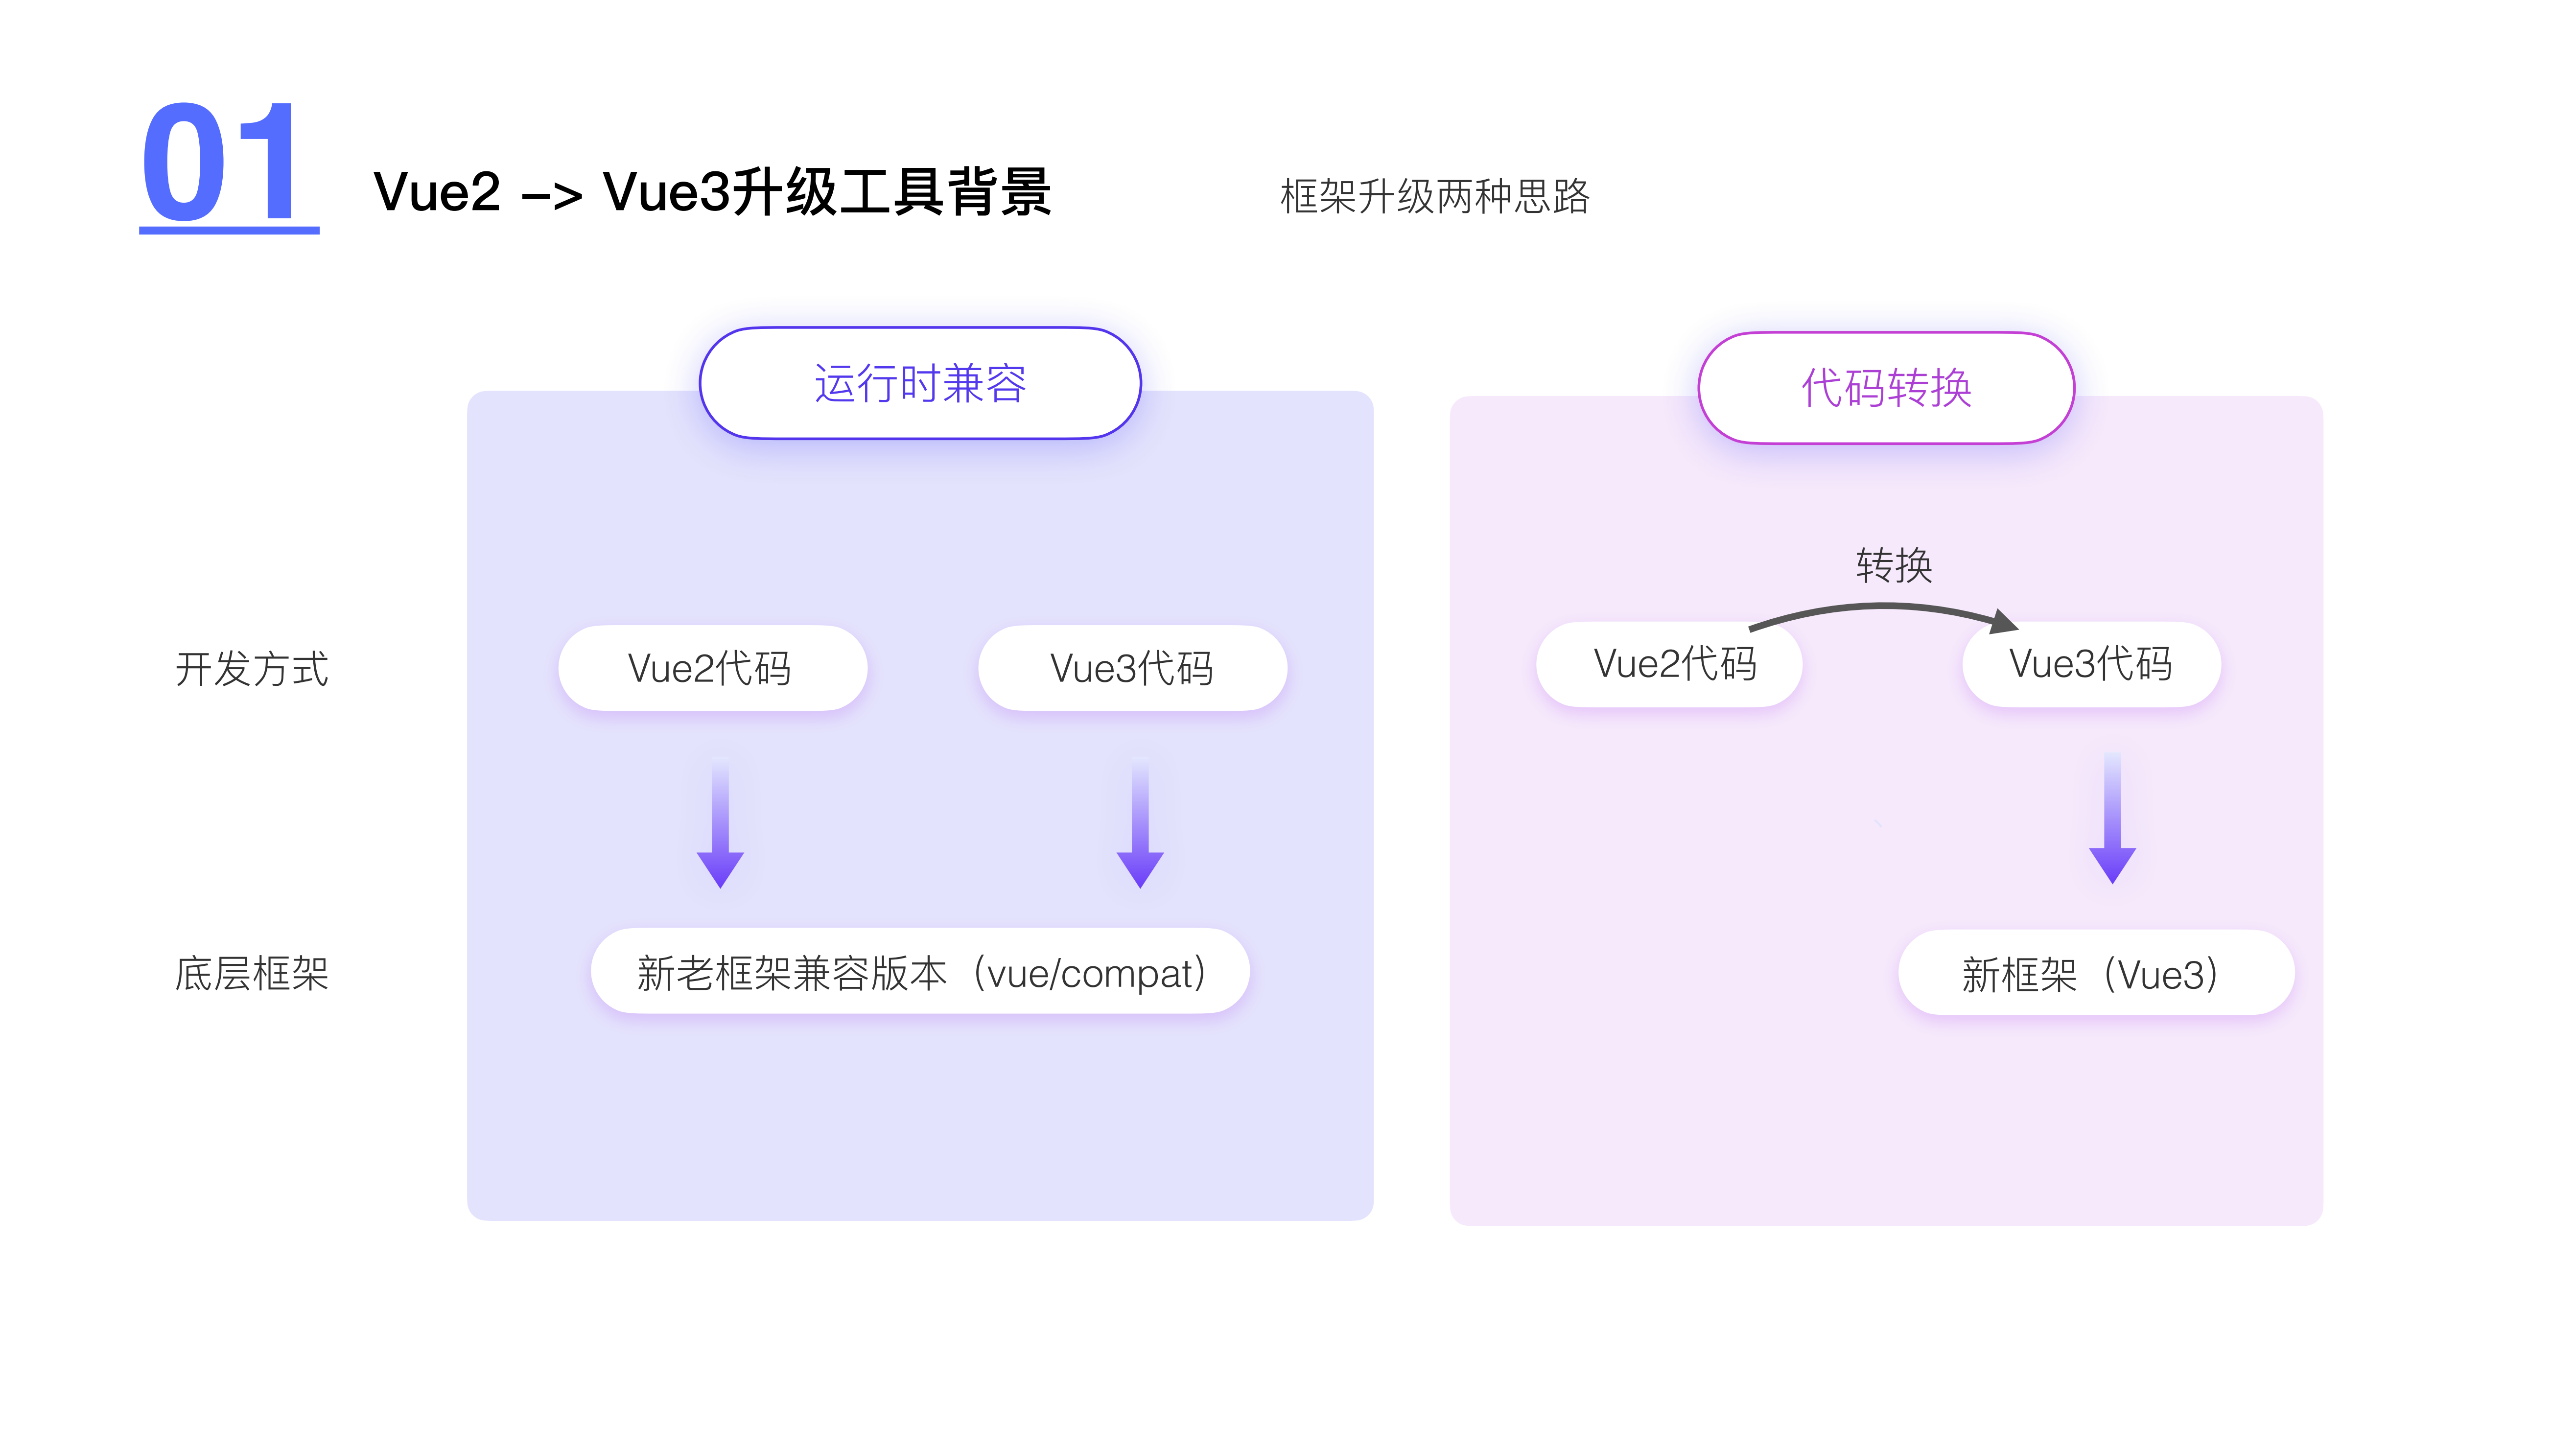 01
Vue2 -> Vue3升级工具背景
框架升级两种思路
运行时兼容
代码转换
转换
开发方式
Vue2代码
Vue3代码
Vue2代码
Vue3代码
底层框架
新老框架兼容版本（vue/compat）
新框架（Vue3）